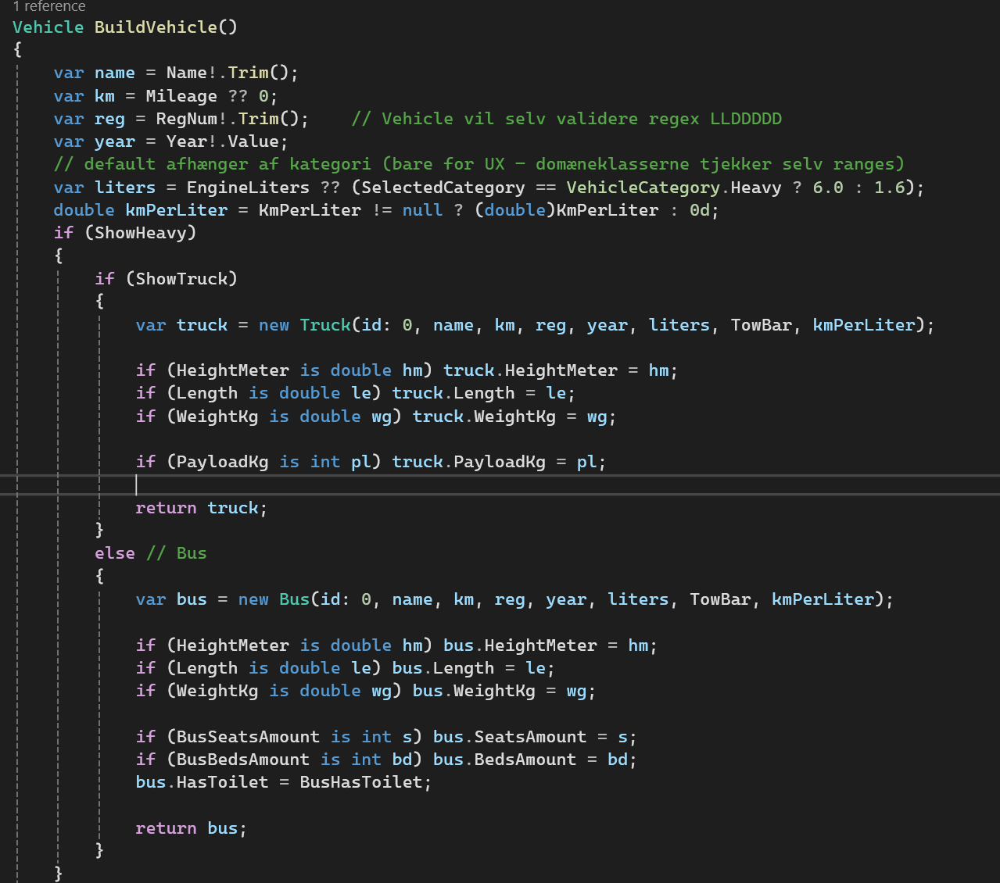 1 reference
Vehicle BuildVehicle()
{
var name = Name!.Trim();
var km = Mileage ?? 0;
var reg = RegNum!.Trim();    // Vehicle vil selv validere regex LLDDDDD
var year = Year!.Value;
// default afhænger af kategori (bare for UX – domæneklasserne tjekker selv ranges)
var liters = EngineLiters ?? (SelectedCategory == VehicleCategory.Heavy ? 6.0 : 1.6);
double kmPerLiter = KmPerLiter != null ? (double)KmPerLiter : 0d;
if (ShowHeavy)
{
if (ShowTruck)
{
var truck = new Truck(id: 0, name, km, reg, year, liters, TowBar, kmPerLiter);
if (HeightMeter is double hm) truck.HeightMeter = hm;
if (Length is double le) truck.Length = le;
if (WeightKg is double wg) truck.WeightKg = wg;
if (PayloadKg is int pl) truck.PayloadKg = pl;
return truck;
}
else // Bus
{
var bus = new Bus(id: 0, name, km, reg, year, liters, TowBar, kmPerLiter);
if (HeightMeter is double hm) bus.HeightMeter = hm;
if (Length is double le) bus.Length = le;
if (WeightKg is double wg) bus.WeightKg = wg;
if (BusSeatsAmount is int s) bus.SeatsAmount = s;
if (BusBedsAmount is int bd) bus.BedsAmount = bd;
bus.HasToilet = BusHasToilet;
return bus;
}
}